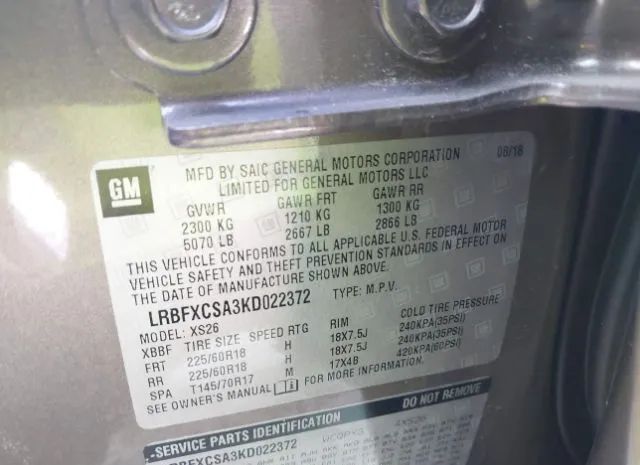 GM
MFD BY SAIC GENERAL MOTORS CORPORATION 08/18
LIMITED FOR GENERAL MOTORS LLC
GVWR GAWR FRT GAWR RR
2300 KG 1210 KG 1300 KG
5070 LB 2667 LB 2866 LB
THIS VEHICLE CONFORMS TO ALL APPLICABLE U.S. FEDERAL MOTOR
VEHICLE SAFETY AND THEFT PREVENTION STANDARDS IN EFFECT ON
THE DATE OF MANUFACTURE SHOWN ABOVE.
LRBFXCSA3KD022372 TYPE: M.P.V.
MODEL: XS26
XBBF TIRE SIZE SPEED RTG RIM COLD TIRE PRESSURE
FRT 225/60R18 H 18X7.5J 240KPA(35PSI)
RR 225/60R18 H 18X7.5J 240KPA(35PSI)
SPA T145/70R17 M 17X4B 420KPA(60PSI)
SEE OWNER'S MANUAL FOR MORE INFORMATION.
SERVICE PARTS IDENTIFICATION 4XS26
LRBFXCSA3KD022372